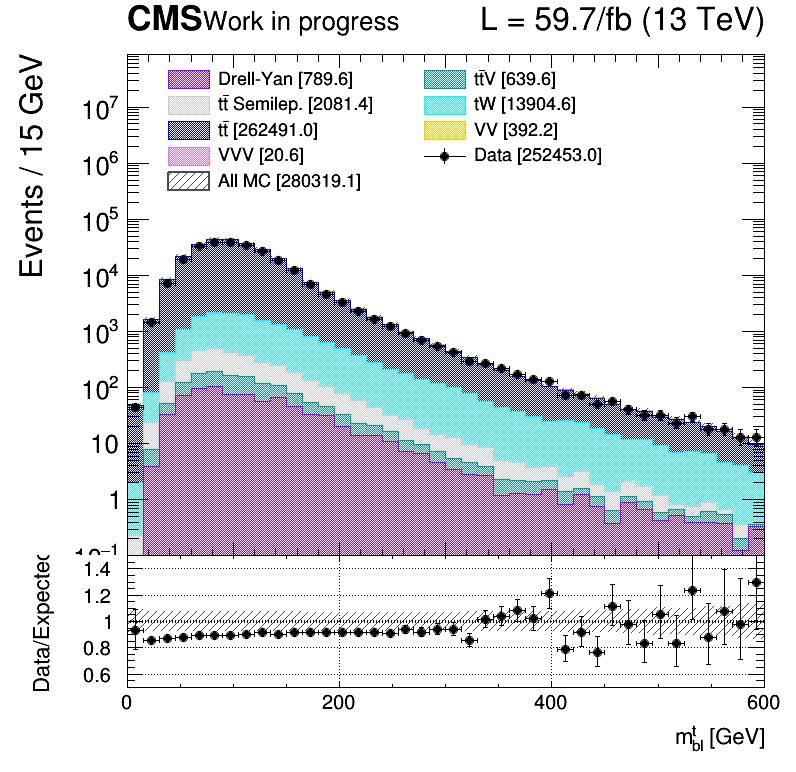 CMS Work in progress L = 59.7/fb (13 TeV)
Events / 15 GeV
Drell-Yan [789.6]
tt̄ Semilep. [2081.4]
tt̄ [262491.0]
VVV [20.6]
All MC [280319.1]
tt̄V [639.6]
tW [13904.6]
VV [392.2]
Data [252453.0]
10⁷
10⁶
10⁵
10⁴
10³
10²
10
1
10⁻¹
Data/Expected
1.4
1.2
1
0.8
0.6
0 200 400 600
m^t_bl [GeV]